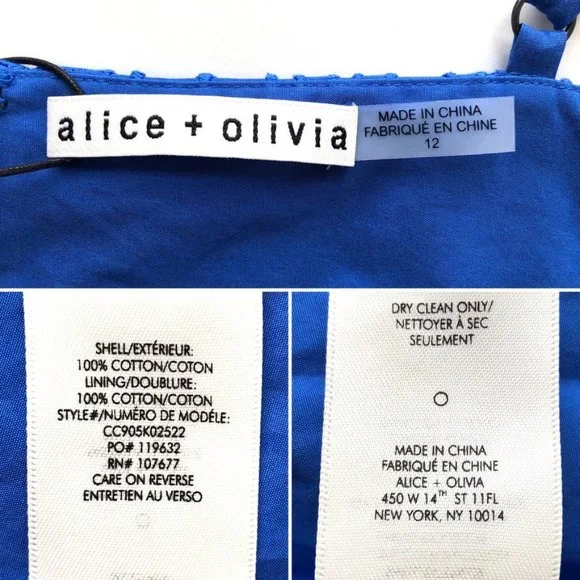 alice + olivia
MADE IN CHINA
FABRIQUÉ EN CHINE
12
SHELL/EXTÉRIEUR:
100% COTTON/COTON
LINING/DOUBLURE:
100% COTTON/COTON
STYLE#/NUMÉRO DE MODÉLE:
CC905K02522
PO# 119632
RN# 107677
CARE ON REVERSE
ENTRETIEN AU VERSO
DRY CLEAN ONLY/
NETTOYER À SEC
SEULEMENT
MADE IN CHINA
FABRIQUÉ EN CHINE
ALICE + OLIVIA
450 W 14TH ST 11FL
NEW YORK, NY 10014